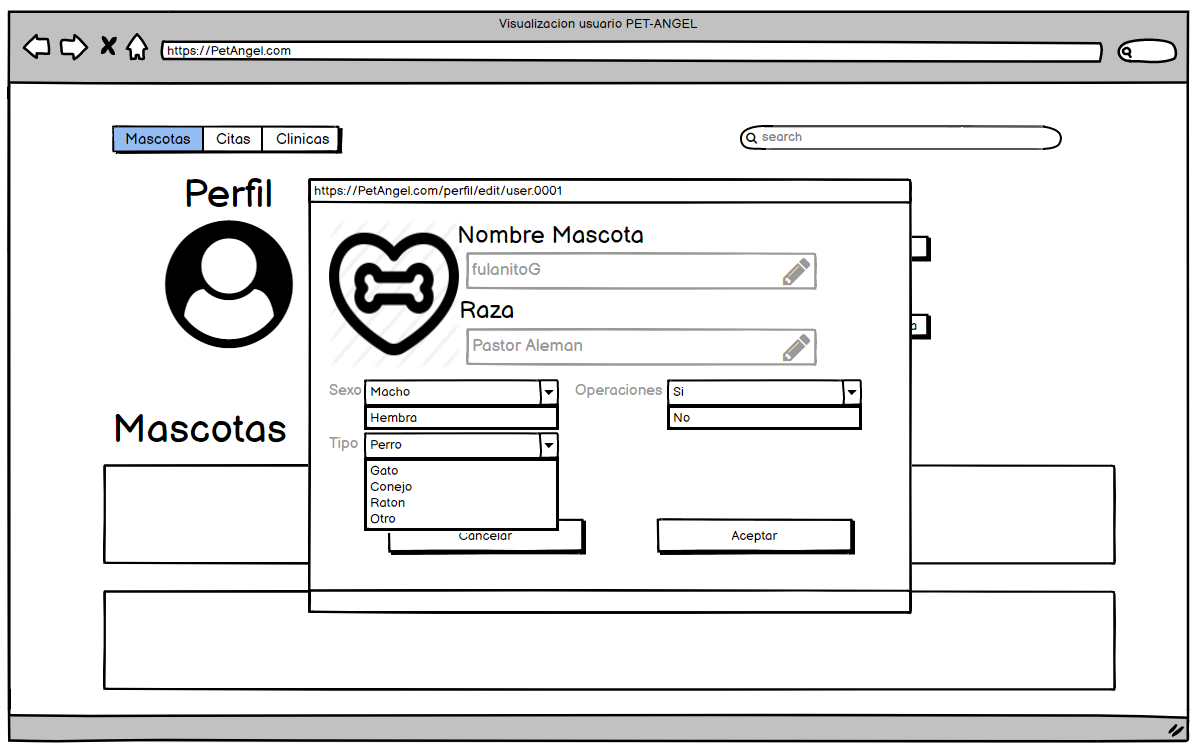 Visualizacion usuario PET-ANGEL
https://PetAngel.com
Mascotas Citas Clinicas
search
Perfil
https://PetAngel.com/perfil/edit/user.0001
Nombre Mascota
fulanitoG
Raza
Pastor Aleman
Sexo Macho Operaciones Si
Hembra No
Tipo Perro
Gato
Conejo
Raton
Otro
Cancelar Aceptar
Mascotas